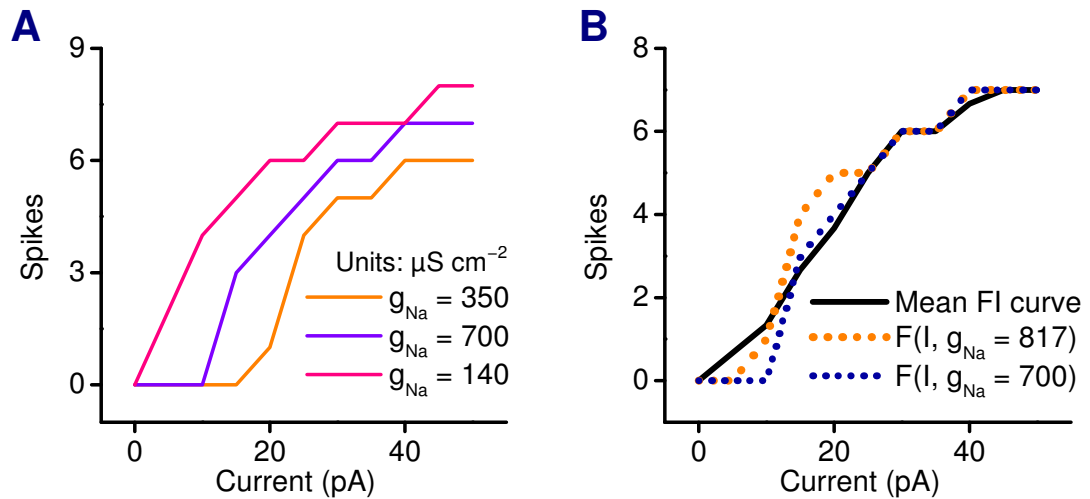 A
9
6
3
0
Spikes
0
20
40
Current (pA)
Units: μS cm⁻²
g_Na = 350
g_Na = 700
g_Na = 140
B
8
6
4
2
0
Spikes
0
20
40
Current (pA)
Mean FI curve
F(I, g_Na = 817)
F(I, g_Na = 700)